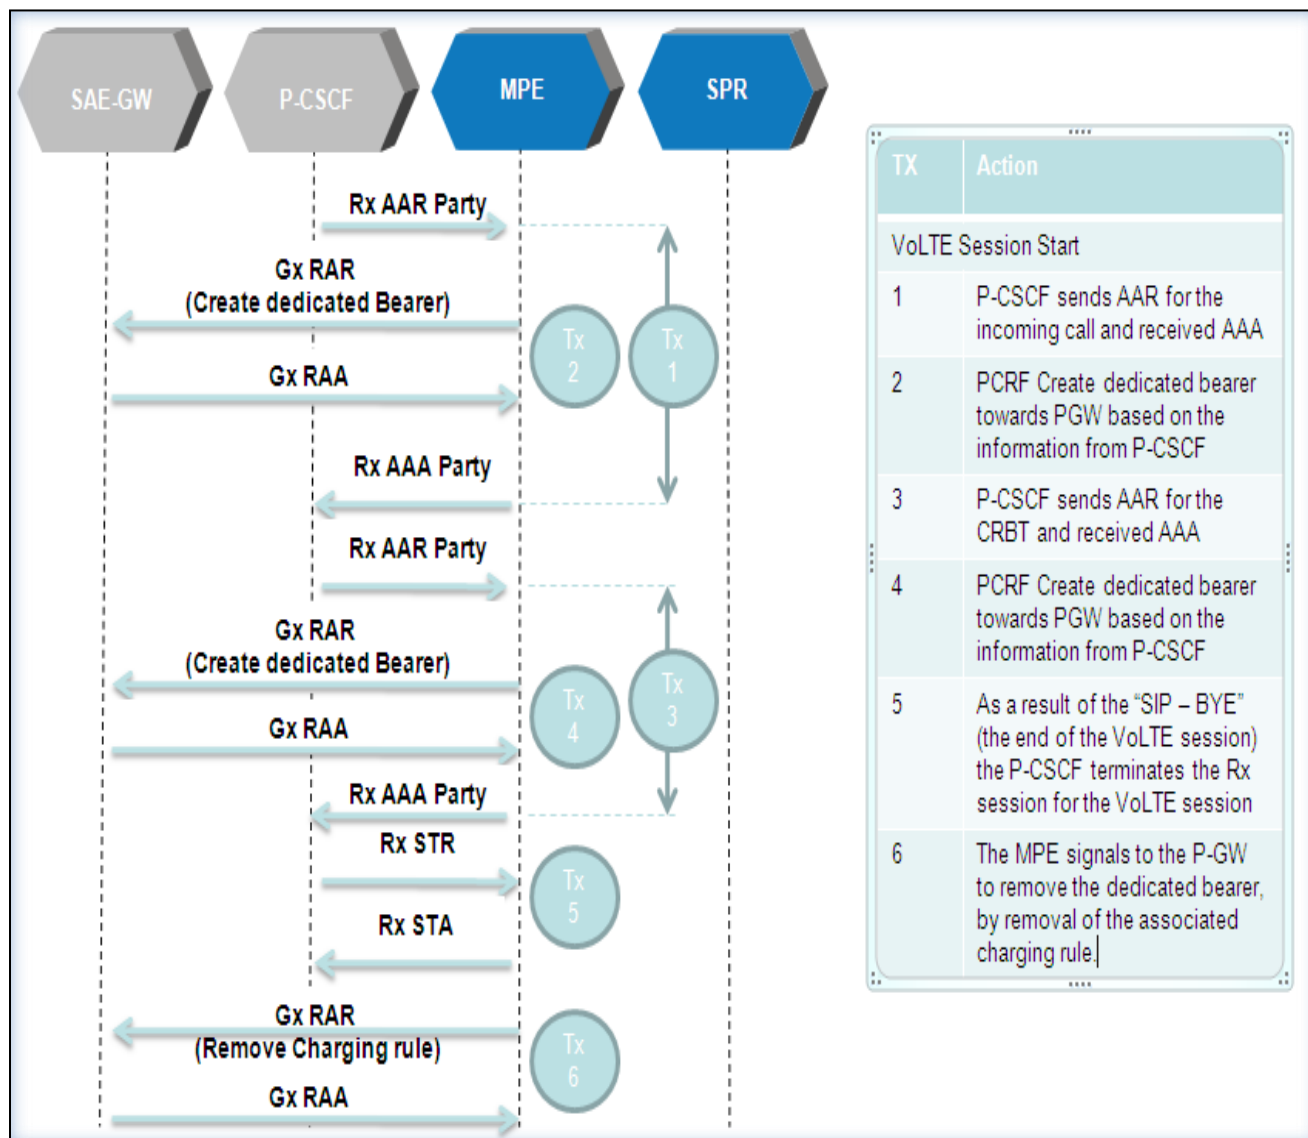 SAE-GW
P-CSCF
MPE
SPR
Rx AAR Party
Gx RAR
(Create dedicated Bearer)
Tx
2
Tx
1
Gx RAA
Rx AAA Party
Rx AAR Party
Gx RAR
(Create dedicated Bearer)
Tx
4
Tx
3
Gx RAA
Rx AAA Party
Rx STR
Tx
5
Rx STA
Gx RAR
(Remove Charging rule)
Tx
6
Gx RAA
TX Action
VoLTE Session Start
1 P-CSCF sends AAR for the
incoming call and received AAA
2 PCRF Create dedicated bearer
towards PGW based on the
information from P-CSCF
3 P-CSCF sends AAR for the
CRBT and received AAA
4 PCRF Create dedicated bearer
towards PGW based on the
information from P-CSCF
5 As a result of the “SIP – BYE”
(the end of the VoLTE session)
the P-CSCF terminates the Rx
session for the VoLTE session
6 The MPE signals to the P-GW
to remove the dedicated bearer,
by removal of the associated
charging rule.